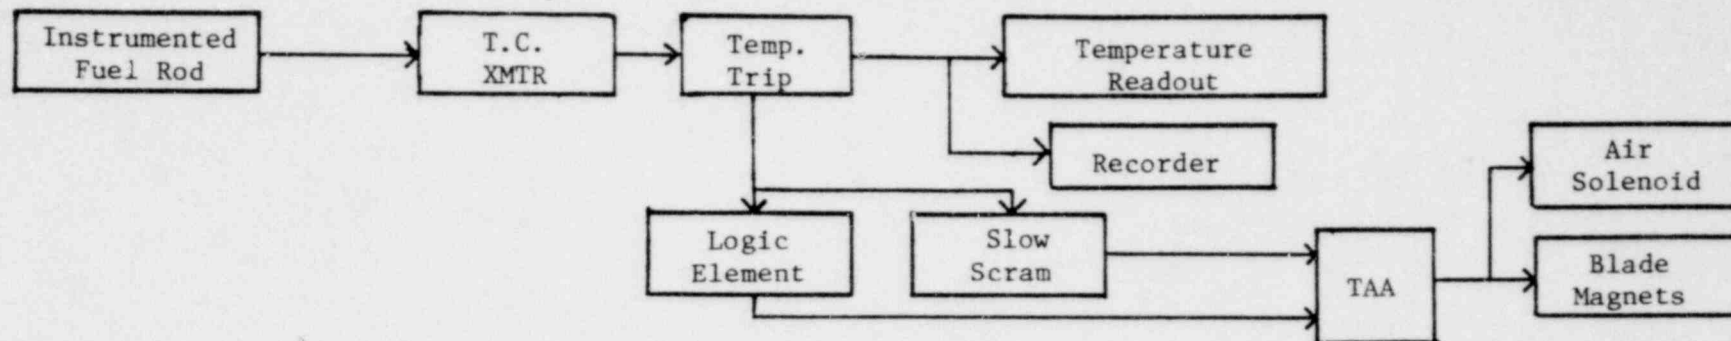 Instrumented
Fuel Rod
T.C.
XMTR
Temp.
Trip
Temperature
Readout
Recorder
Air
Solenoid
Logic
Element
Slow
Scram
TAA
Blade
Magnets